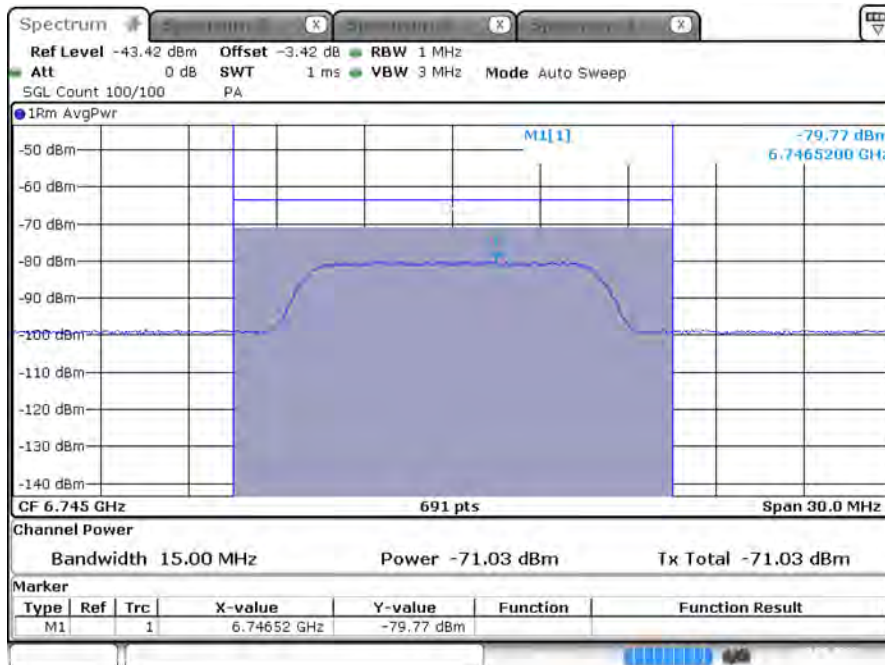 Spectrum
X
X
X
Ref Level -43.42 dBm Offset -3.42 dB RBW 1 MHz
Att 0 dB SWT 1 ms VBW 3 MHz Mode Auto Sweep
SGL Count 100/100 PA
1Rm AvgPwr
M1[1] -79.77 dBm
6.7465200 GHz
-50 dBm
-60 dBm
-70 dBm
-80 dBm
-90 dBm
-100 dBm
-110 dBm
-120 dBm
-130 dBm
-140 dBm
CF 6.745 GHz 691 pts Span 30.0 MHz
Channel Power
Bandwidth 15.00 MHz Power -71.03 dBm Tx Total -71.03 dBm
Marker
Type Ref Trc X-value Y-value Function Function Result
M1 1 6.74652 GHz -79.77 dBm